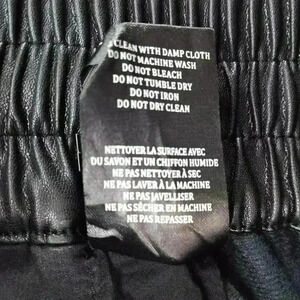 CLEAN WITH DAMP CLOTH
DO NOT MACHINE WASH
DO NOT BLEACH
DO NOT TUMBLE DRY
DO NOT IRON
DO NOT DRY CLEAN
NETTOYER LA SURFACE AVEC
DU SAVON ET UN CHIFFON HUMIDE
NE PAS NETTOYER À SEC
NE PAS LAVER À LA MACHINE
NE PAS JAVELLISER
NE PAS SÉCHER EN MACHINE
NE PAS REPASSER